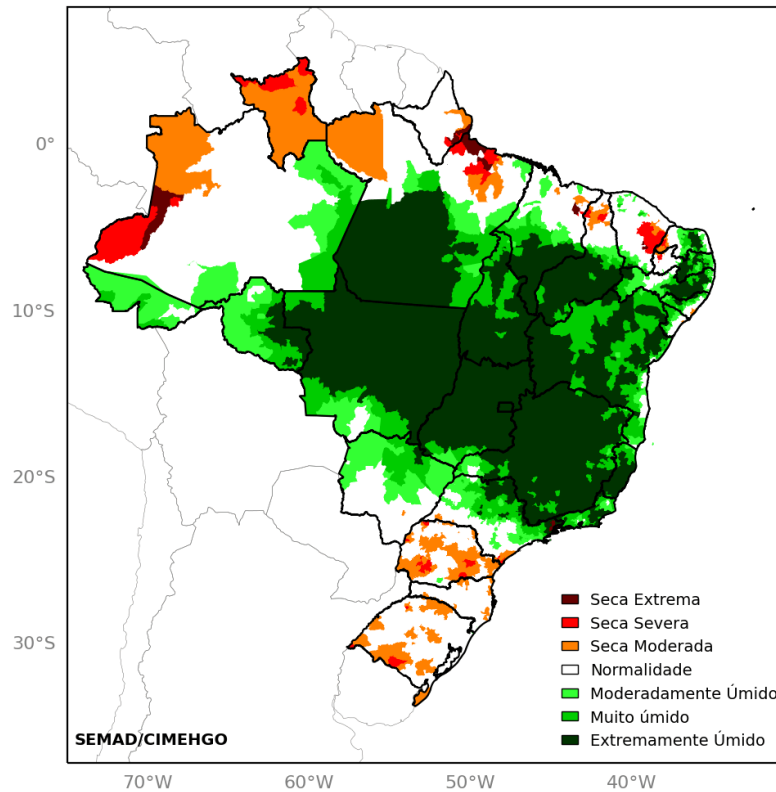 0°
10°S
20°S
30°S
Seca Extrema
Seca Severa
Seca Moderada
Normalidade
Moderadamente Úmido
Muito úmido
Extremamente Úmido
SEMAD/CIMEHGO
70°W
60°W
50°W
40°W